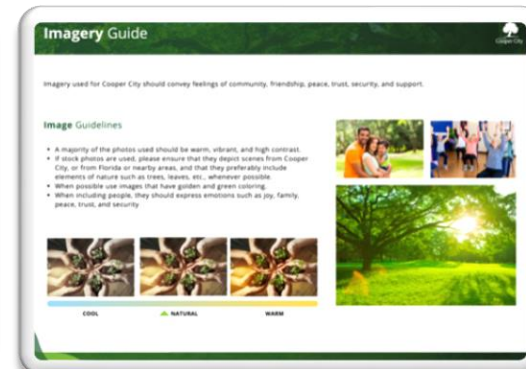 Imagery Guide
Cooper City
Imagery used for Cooper City should convey feelings of community, friendship, peace, trust, security, and support.
Image Guidelines
• A majority of the photos used should be warm, vibrant, and high contrast.
• If stock photos are used, please ensure that they depict scenes from Cooper
City, or from Florida or nearby areas, and that they preferably include
elements of nature such as trees, leaves, etc., whenever possible.
• When possible use images that have golden and green coloring.
• When including people, they should express emotions such as joy, family,
peace, trust, and security
COOL
NATURAL
WARM